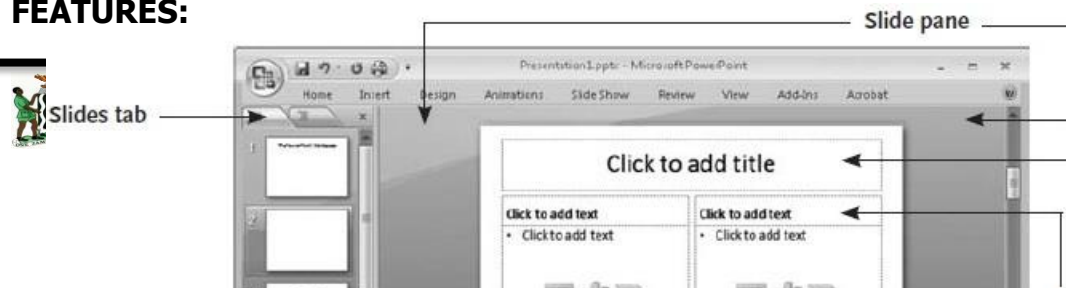 FEATURES:
Slide pane
Presentation1.pptx - Microsoft PowerPoint
Home Insert Design Animations Slide Show Review View Add-Ins Acrobat
Slides tab
1
Click to add title
2
Click to add text Click to add text
• Click to add text • Click to add text